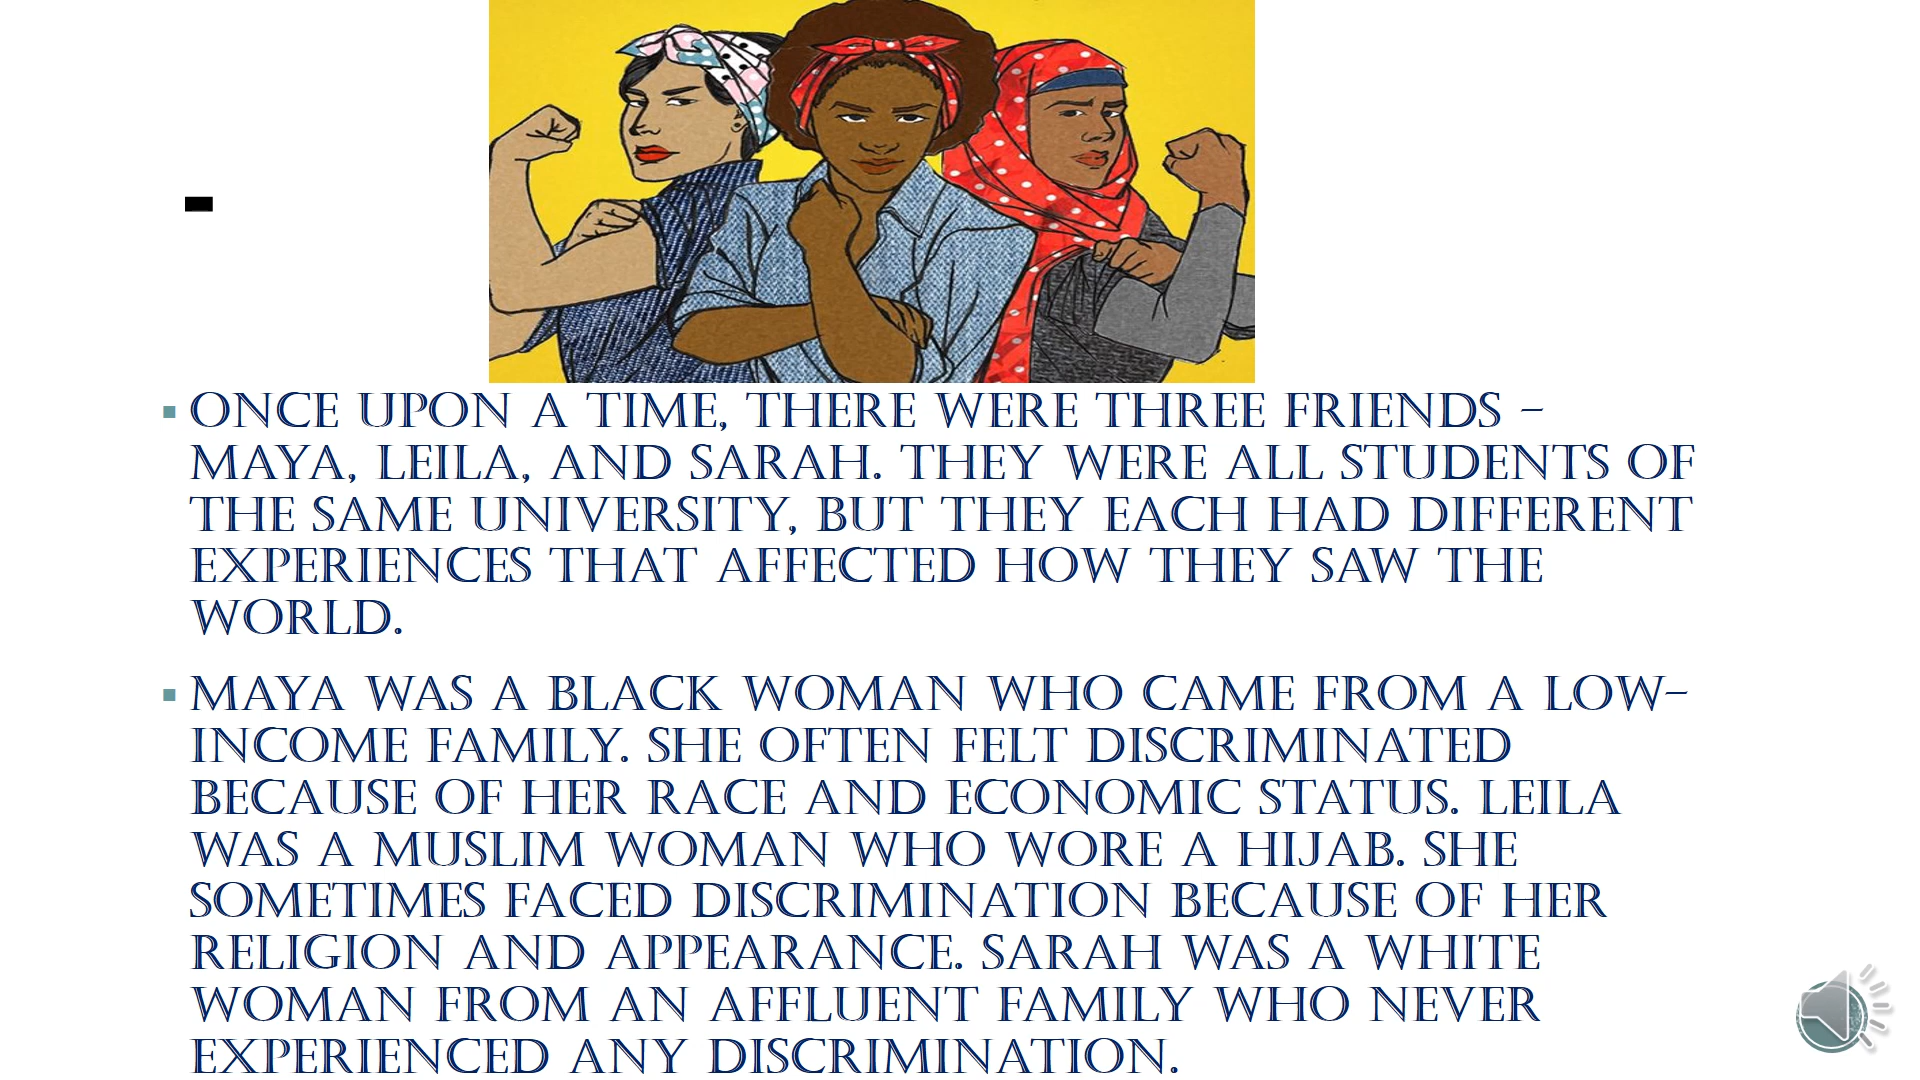 -
▪ ONCE UPON A TIME, THERE WERE THREE FRIENDS –
MAYA, LEILA, AND SARAH. THEY WERE ALL STUDENTS OF
THE SAME UNIVERSITY, BUT THEY EACH HAD DIFFERENT
EXPERIENCES THAT AFFECTED HOW THEY SAW THE
WORLD.
▪ MAYA WAS A BLACK WOMAN WHO CAME FROM A LOW-
INCOME FAMILY. SHE OFTEN FELT DISCRIMINATED
BECAUSE OF HER RACE AND ECONOMIC STATUS. LEILA
WAS A MUSLIM WOMAN WHO WORE A HIJAB. SHE
SOMETIMES FACED DISCRIMINATION BECAUSE OF HER
RELIGION AND APPEARANCE. SARAH WAS A WHITE
WOMAN FROM AN AFFLUENT FAMILY WHO NEVER
EXPERIENCED ANY DISCRIMINATION.